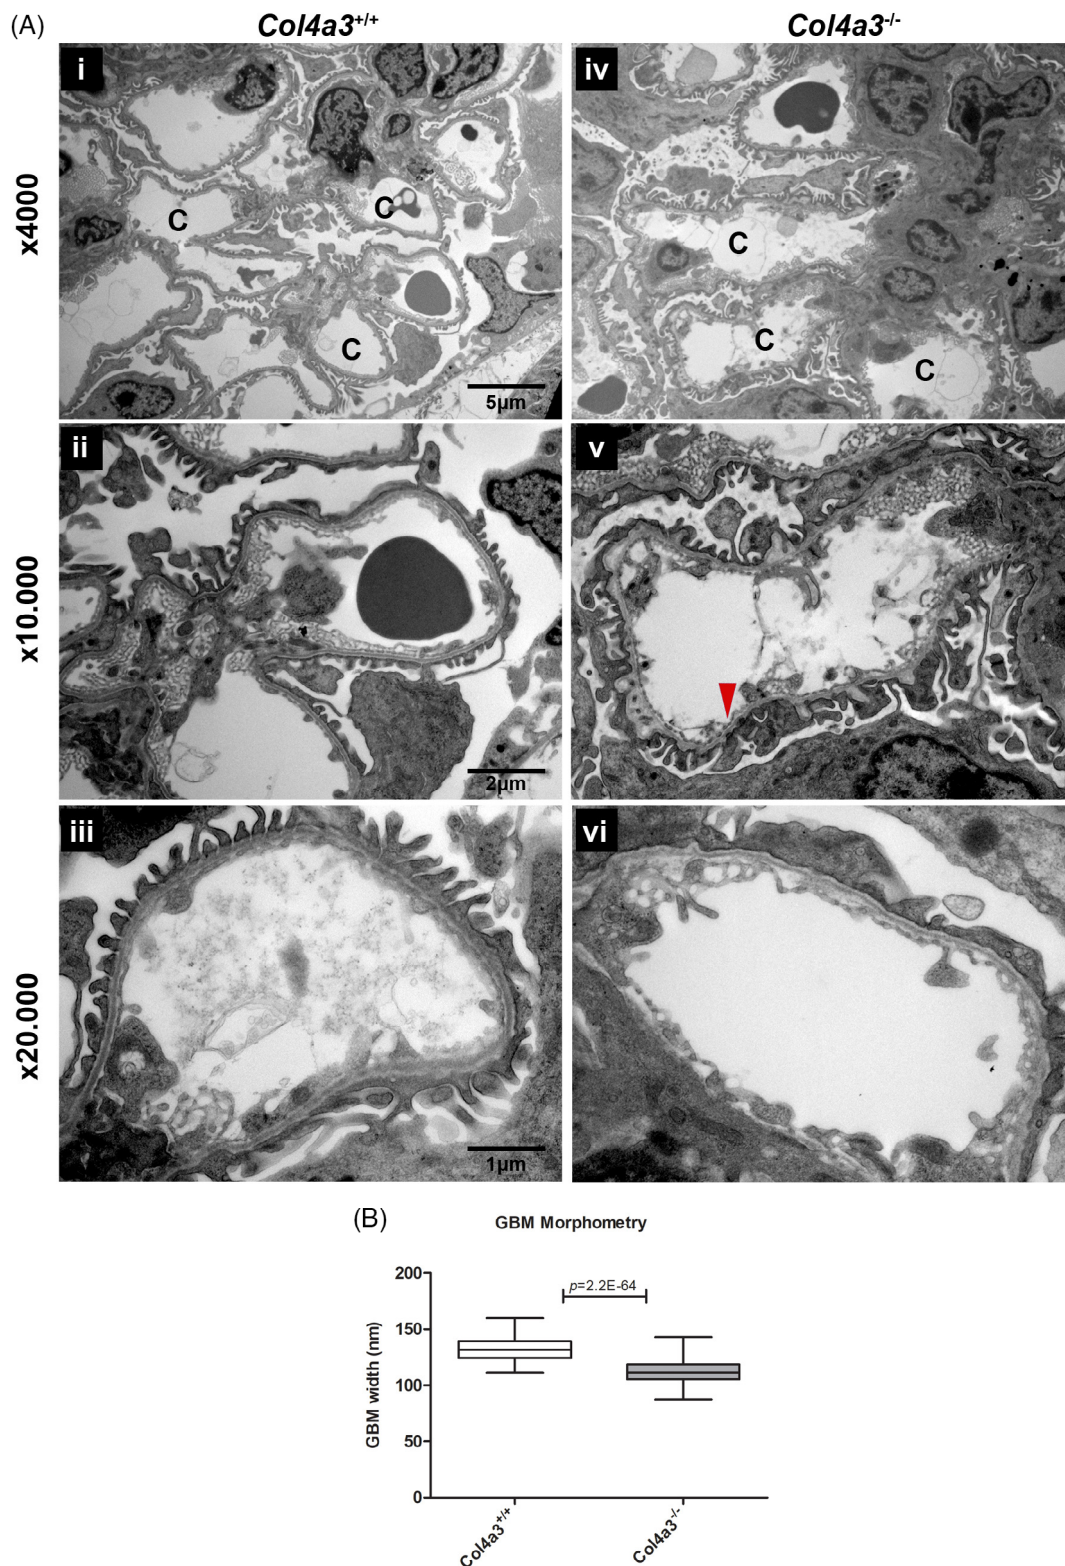 (A)
Col4a3+/+
Col4a3-/-
x4000
i
C
C
C
5µm
iv
C
C
C
x10.000
ii
2µm
v
x20.000
iii
1µm
vi
(B)
GBM Morphometry
GBM width (nm)
200
150
100
50
0
p=2.2E-64
Col4a3+/+
Col4a3-/-